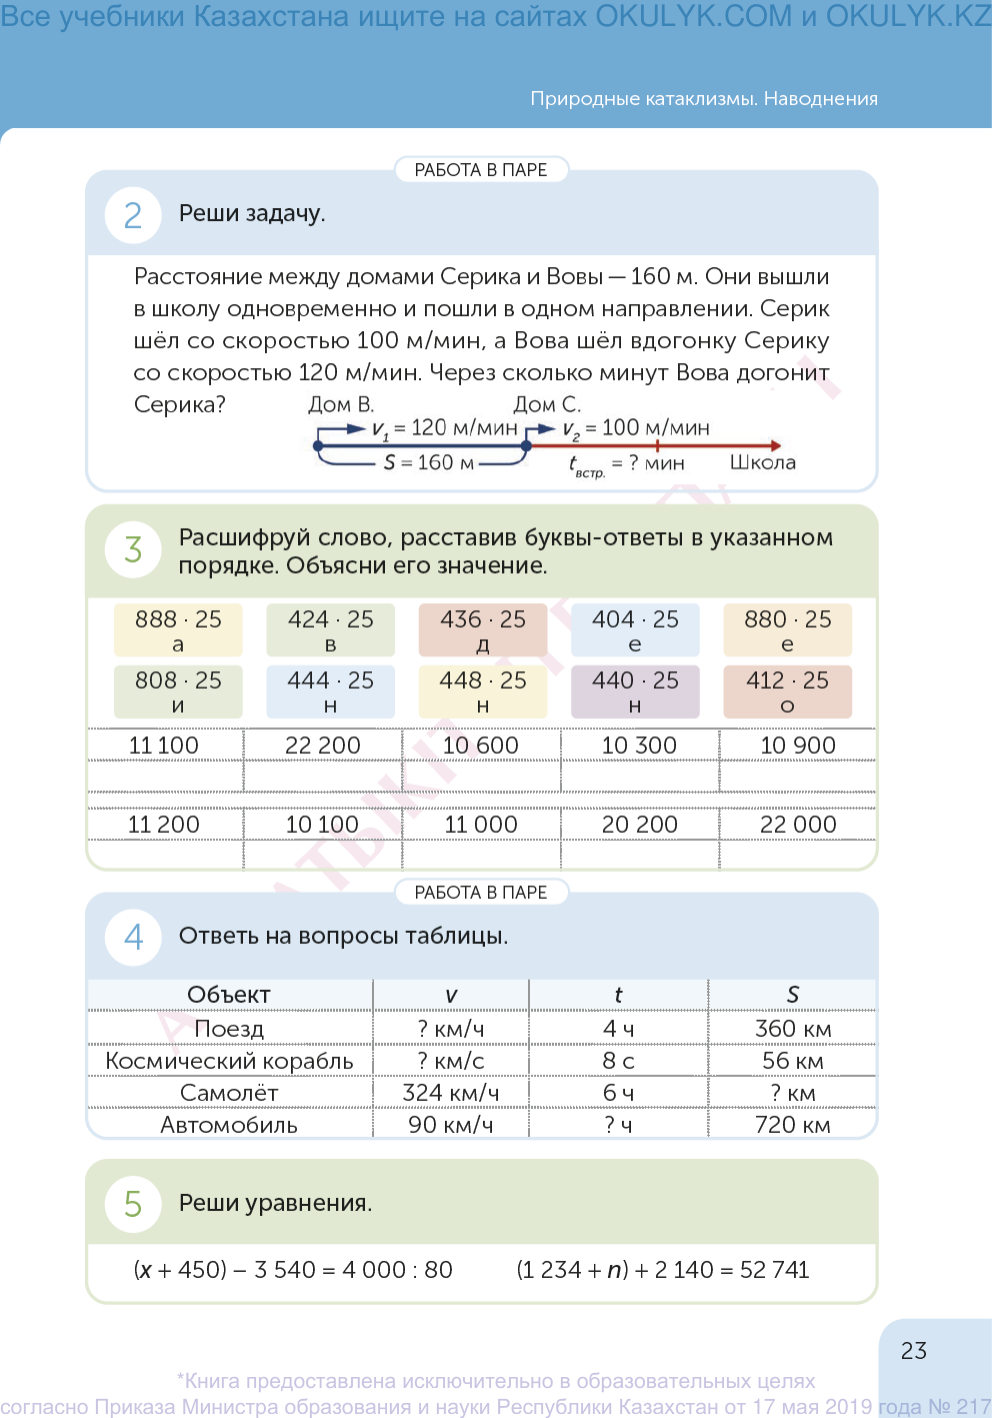 Все учебники Казахстана ищите на сайтах OKULYK.COM и OKULYK.KZ
Природные катаклизмы. Наводнения
РАБОТА В ПАРЕ
2 Реши задачу.
Расстояние между домами Серика и Вовы — 160 м. Они вышли
в школу одновременно и пошли в одном направлении. Серик
шёл со скоростью 100 м/мин, а Вова шёл вдогонку Серику
со скоростью 120 м/мин. Через сколько минут Вова догонит
Серика? Дом В. Дом С.
v₁ = 120 м/мин v₂ = 100 м/мин
S = 160 м tвстр. = ? мин Школа
3 Расшифруй слово, расставив буквы-ответы в указанном
порядке. Объясни его значение.
888 · 25 424 · 25 436 · 25 404 · 25 880 · 25
а в д е е
808 · 25 444 · 25 448 · 25 440 · 25 412 · 25
и н н н о
11 100 22 200 10 600 10 300 10 900
11 200 10 100 11 000 20 200 22 000
РАБОТА В ПАРЕ
4 Ответь на вопросы таблицы.
Объект v t S
Поезд ? км/ч 4 ч 360 км
Космический корабль ? км/с 8 с 56 км
Самолёт 324 км/ч 6 ч ? км
Автомобиль 90 км/ч ? ч 720 км
5 Реши уравнения.
(x + 450) – 3 540 = 4 000 : 80 (1 234 + n) + 2 140 = 52 741
23
*Книга предоставлена исключительно в образовательных целях
согласно Приказа Министра образования и науки Республики Казахстан от 17 мая 2019 года № 217